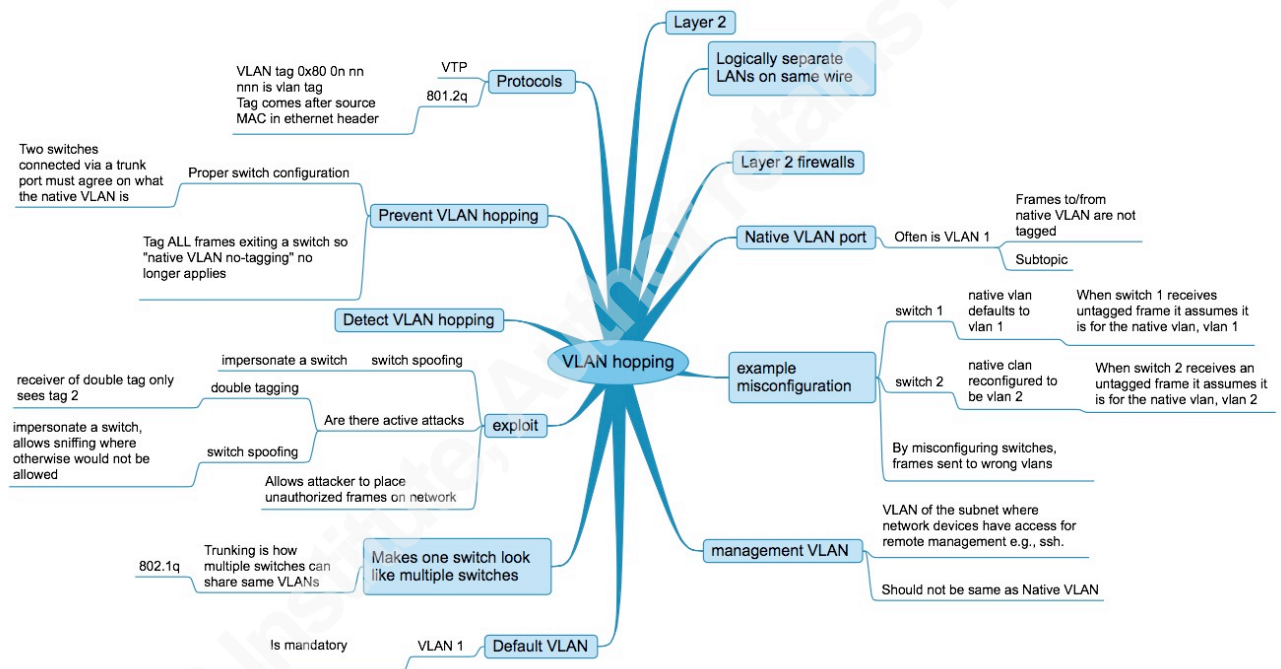 Layer 2
Logically separate
LANs on same wire
Layer 2 firewalls
Native VLAN port
Often is VLAN 1
Frames to/from
native VLAN are not
tagged
Subtopic
example
misconfiguration
switch 1
native vlan
defaults to
vlan 1
When switch 1 receives
untagged frame it assumes it
is for the native vlan, vlan 1
switch 2
native clan
reconfigured to
be vlan 2
When switch 2 receives an
untagged frame it assumes it
is for the native vlan, vlan 2
By misconfiguring switches,
frames sent to wrong vlans
management VLAN
VLAN of the subnet where
network devices have access for
remote management e.g., ssh.
Should not be same as Native VLAN
VLAN hopping
Protocols
VTP
801.2q
VLAN tag 0x80 0n nn
nnn is vlan tag
Tag comes after source
MAC in ethernet header
Prevent VLAN hopping
Proper switch configuration
Two switches
connected via a trunk
port must agree on what
the native VLAN is
Tag ALL frames exiting a switch so
"native VLAN no-tagging" no
longer applies
Detect VLAN hopping
exploit
switch spoofing
impersonate a switch
Are there active attacks
double tagging
receiver of double tag only
sees tag 2
switch spoofing
impersonate a switch,
allows sniffing where
otherwise would not be
allowed
Allows attacker to place
unauthorized frames on network
Makes one switch look
like multiple switches
Trunking is how
multiple switches can
share same VLANs
802.1q
Default VLAN
VLAN 1
Is mandatory
Institute, Author